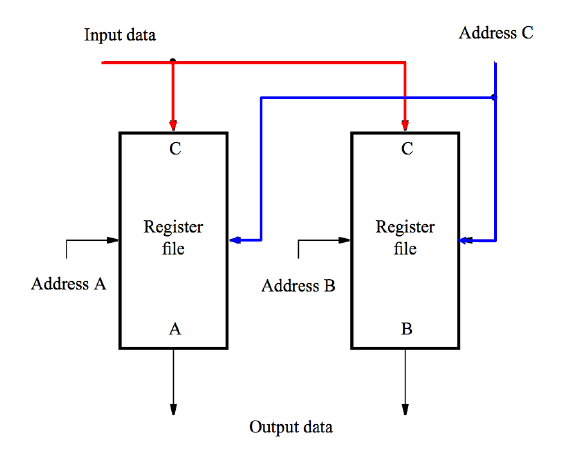 Input data
Address C
C
C
Register
file
Register
file
Address A
Address B
A
B
Output data